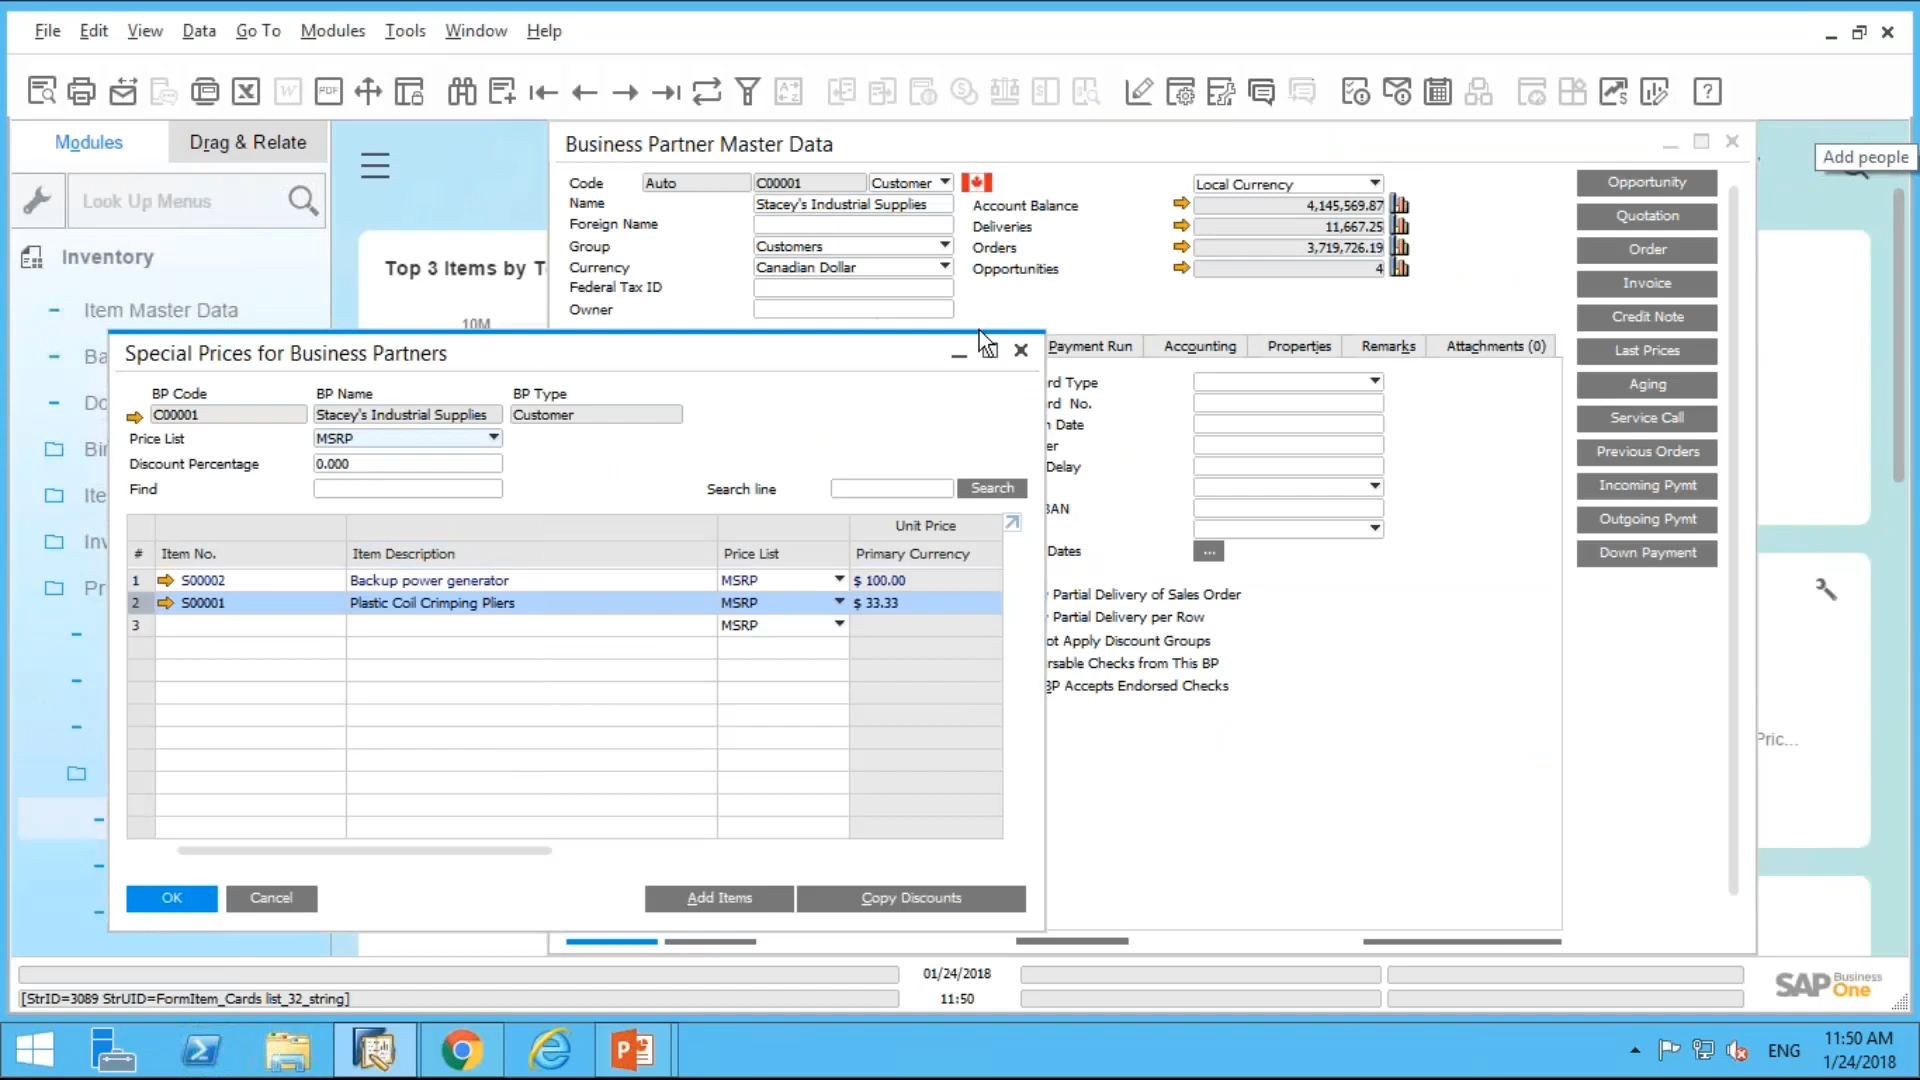 File Edit View Data Go To Modules Tools Window Help
Modules Drag & Relate
Look Up Menus
Inventory
Item Master Data
Top 3 Items by T
10M
Business Partner Master Data
Add people
Code Auto C00001 Customer Local Currency
Name Stacey's Industrial Supplies Account Balance 4,145,569.87
Foreign Name Deliveries 11,667.25
Group Customers Orders 3,719,726.19
Currency Canadian Dollar Opportunities 4
Federal Tax ID
Owner
Opportunity
Quotation
Order
Invoice
Credit Note
Last Prices
Aging
Service Call
Previous Orders
Incoming Pymt
Outgoing Pymt
Down Payment
Payment Run Accounting Properties Remarks Attachments (0)
rd Type
rd No.
Date
er
Delay
BAN
Dates ...
Partial Delivery of Sales Order
Partial Delivery per Row
ot Apply Discount Groups
rsable Checks from This BP
BP Accepts Endorsed Checks
Special Prices for Business Partners
BP Code BP Name BP Type
C00001 Stacey's Industrial Supplies Customer
Price List MSRP
Discount Percentage 0.000
Find Search line Search
Unit Price
# Item No. Item Description Price List Primary Currency
1 S00002 Backup power generator MSRP $ 100.00
2 S00001 Plastic Coil Crimping Pliers MSRP $ 33.33
3 MSRP
OK Cancel Add Items Copy Discounts
Ba
Do
Bin
Ite
Inv
Pr
Pric...
01/24/2018
[StrID=3089 StrUID=FormItem_Cards list_32_string] 11:50
SAP Business One
ENG 11:50 AM
1/24/2018